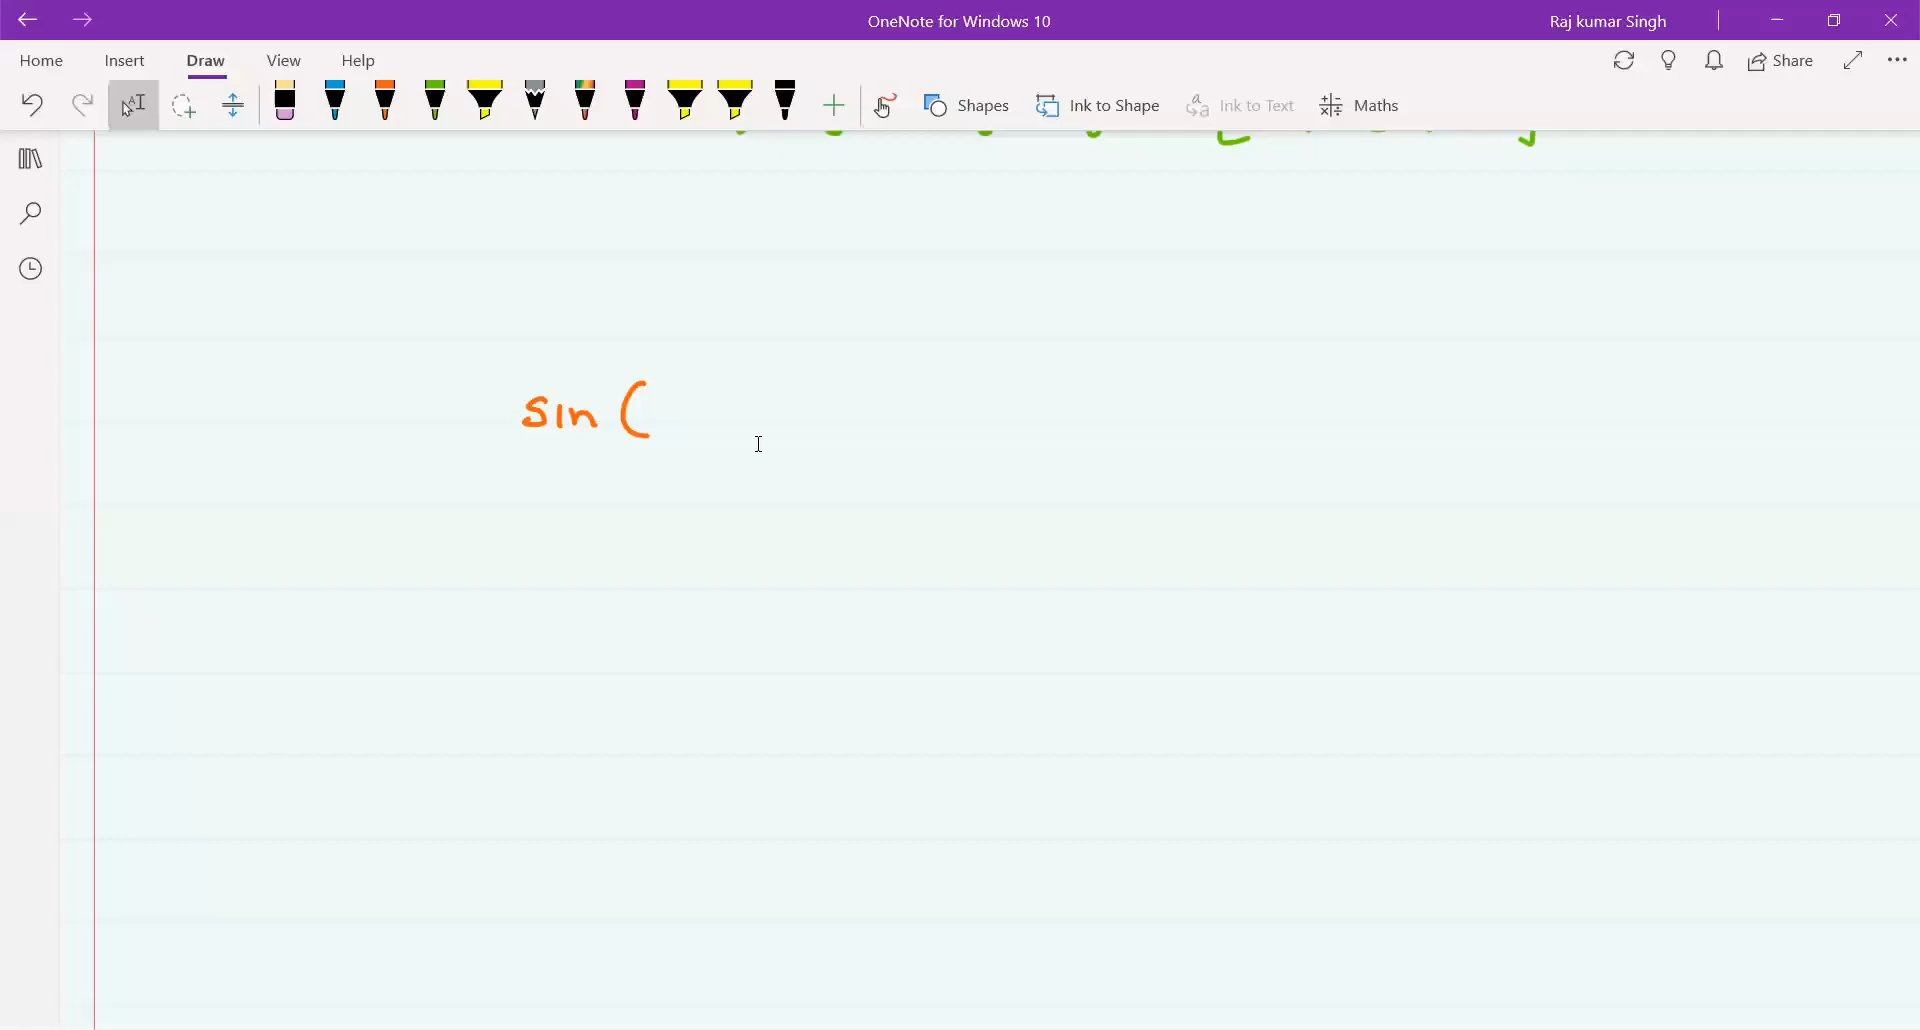 OneNote for Windows 10
Raj kumar Singh
Home Insert Draw View Help
Share
Shapes Ink to Shape Ink to Text Maths
sin (